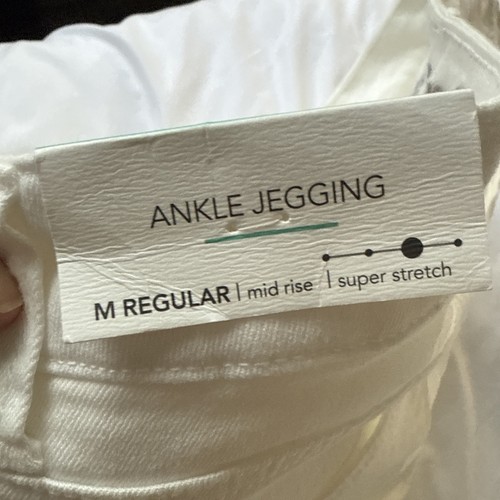 ANKLE JEGGING
M REGULAR | mid rise | super stretch